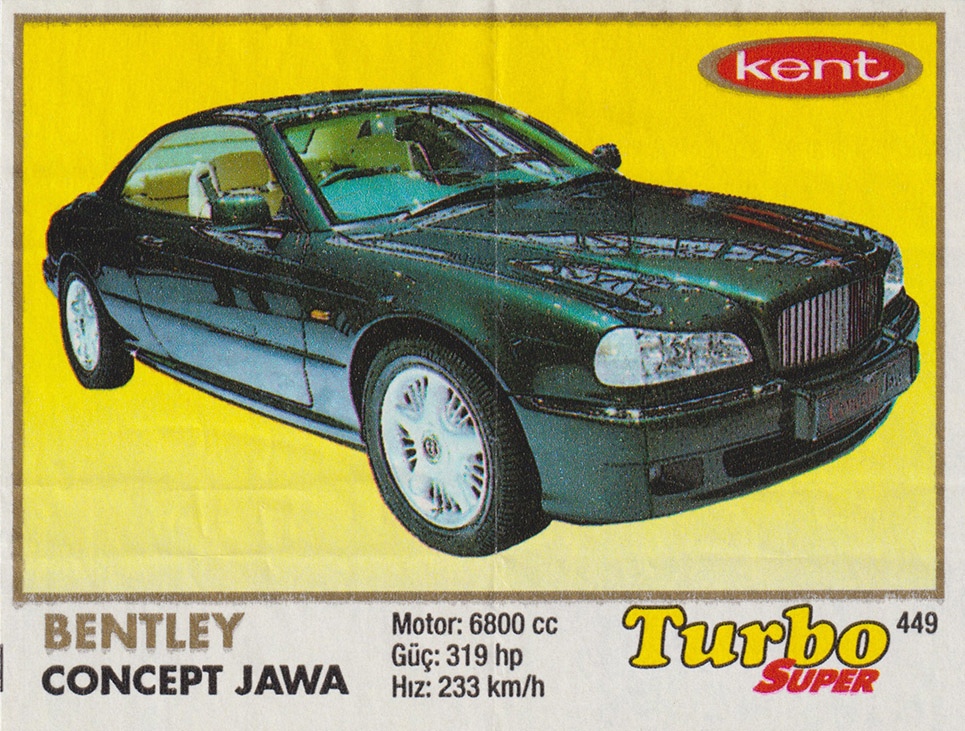 kent
BENTLEY
CONCEPT JAWA
Motor: 6800 cc
Güç: 319 hp
Hız: 233 km/h
Turbo
SUPER
449